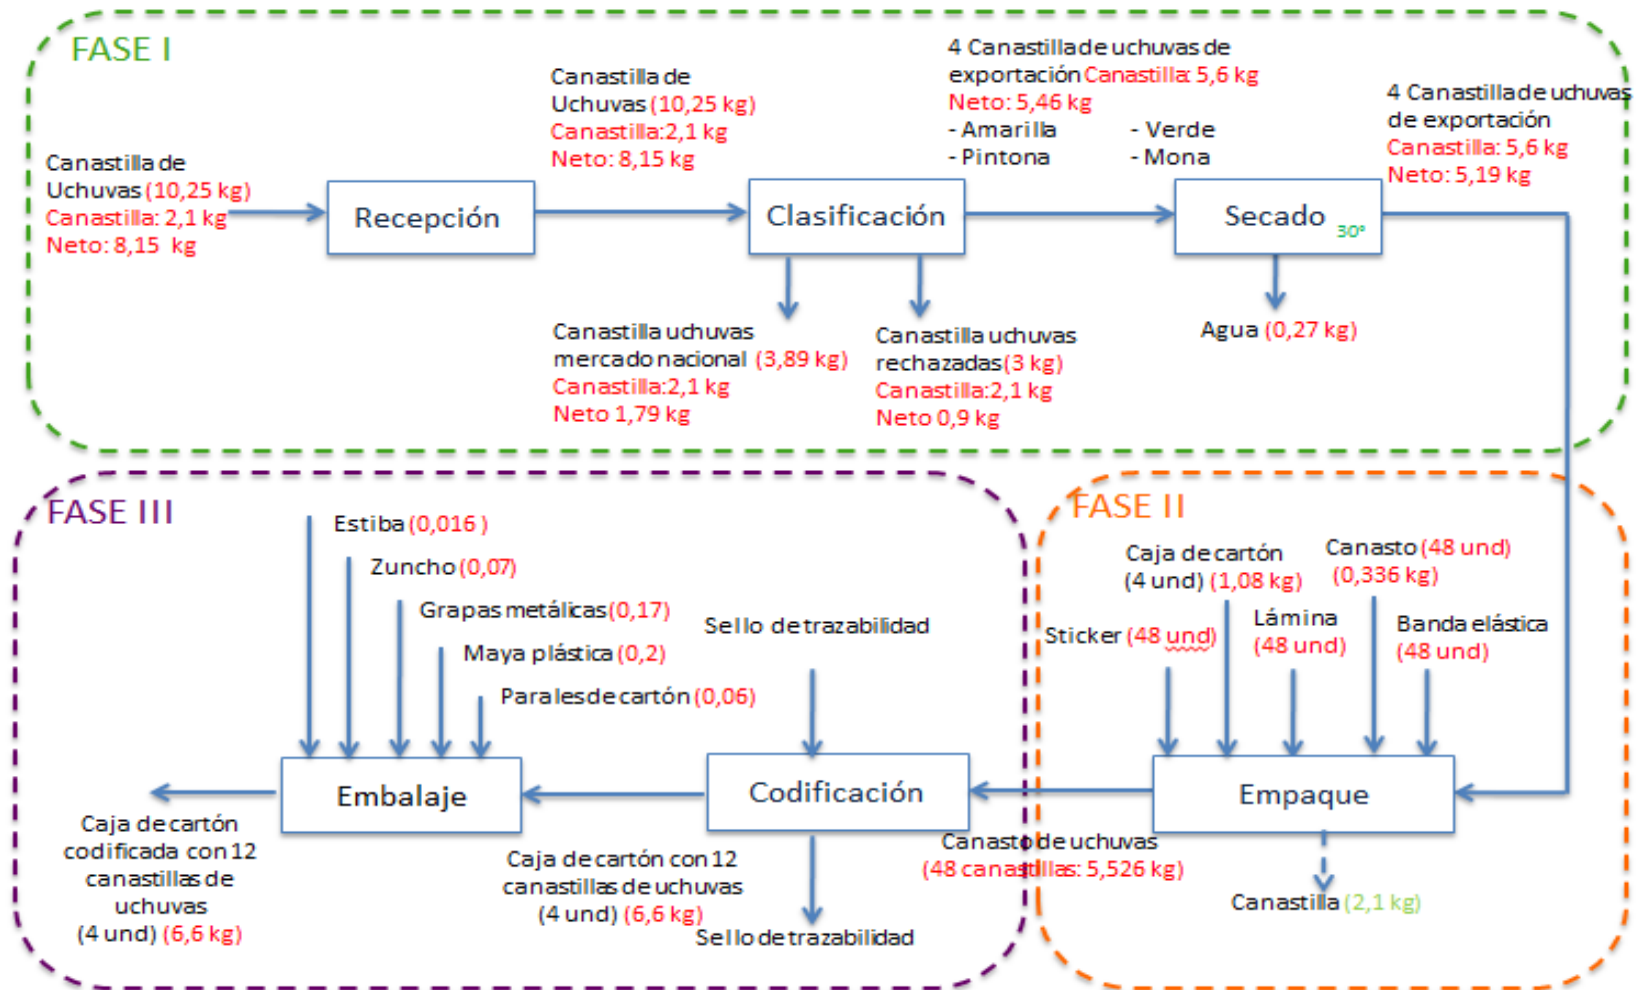 FASE I
Canastilla de
Uchuvas (10,25 kg)
Canastilla: 2,1 kg
Neto: 8,15 kg
Recepción
Canastilla de
Uchuvas (10,25 kg)
Canastilla:2,1 kg
Neto: 8,15 kg
Clasificación
Canastilla uchuvas
mercado nacional (3,89 kg)
Canastilla:2,1 kg
Neto 1,79 kg
Canastilla uchuvas
rechazadas (3 kg)
Canastilla:2,1 kg
Neto 0,9 kg
4 Canastilla de uchuvas de
exportación Canastilla: 5,6 kg
Neto: 5,46 kg
- Amarilla - Verde
- Pintona - Mona
Secado 30°
Agua (0,27 kg)
4 Canastilla de uchuvas
de exportación
Canastilla: 5,6 kg
Neto: 5,19 kg
FASE II
Caja de cartón
(4 und) (1,08 kg)
Canasto (48 und)
(0,336 kg)
Sticker (48 und)
Lámina
(48 und)
Banda elástica
(48 und)
Empaque
Canastilla (2,1 kg)
Canasto de uchuvas
(48 canastillas: 5,526 kg)
FASE III
Estiba (0,016 )
Zuncho (0,07)
Grapas metálicas (0,17)
Maya plástica (0,2)
Parales de cartón (0,06)
Sello de trazabilidad
Codificación
Sello de trazabilidad
Caja de cartón con 12
canastillas de uchuvas
(4 und) (6,6 kg)
Embalaje
Caja de cartón
codificada con 12
canastillas de
uchuvas
(4 und) (6,6 kg)